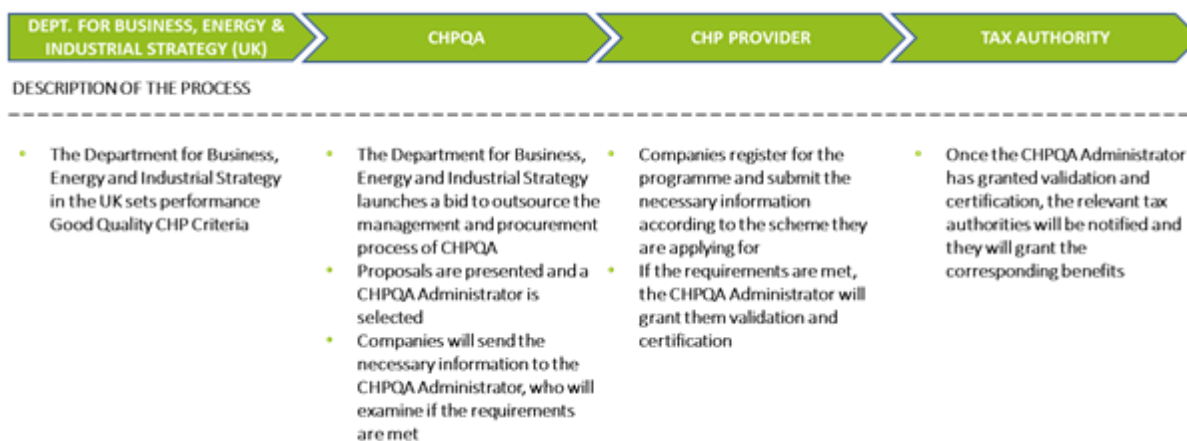 DEPT. FOR BUSINESS, ENERGY &
INDUSTRIAL STRATEGY (UK)
CHPQA
CHP PROVIDER
TAX AUTHORITY
DESCRIPTION OF THE PROCESS
• The Department for Business,
Energy and Industrial Strategy
in the UK sets performance
Good Quality CHP Criteria
• The Department for Business,
Energy and Industrial Strategy
launches a bid to outsource the
management and procurement
process of CHPQA
• Proposals are presented and a
CHPQA Administrator is
selected
• Companies will send the
necessary information to the
CHPQA Administrator, who will
examine if the requirements
are met
• Companies register for the
programme and submit the
necessary information
according to the scheme they
are applying for
• If the requirements are met,
the CHPQA Administrator will
grant them validation and
certification
• Once the CHPQA Administrator
has granted validation and
certification, the relevant tax
authorities will be notified and
they will grant the
corresponding benefits